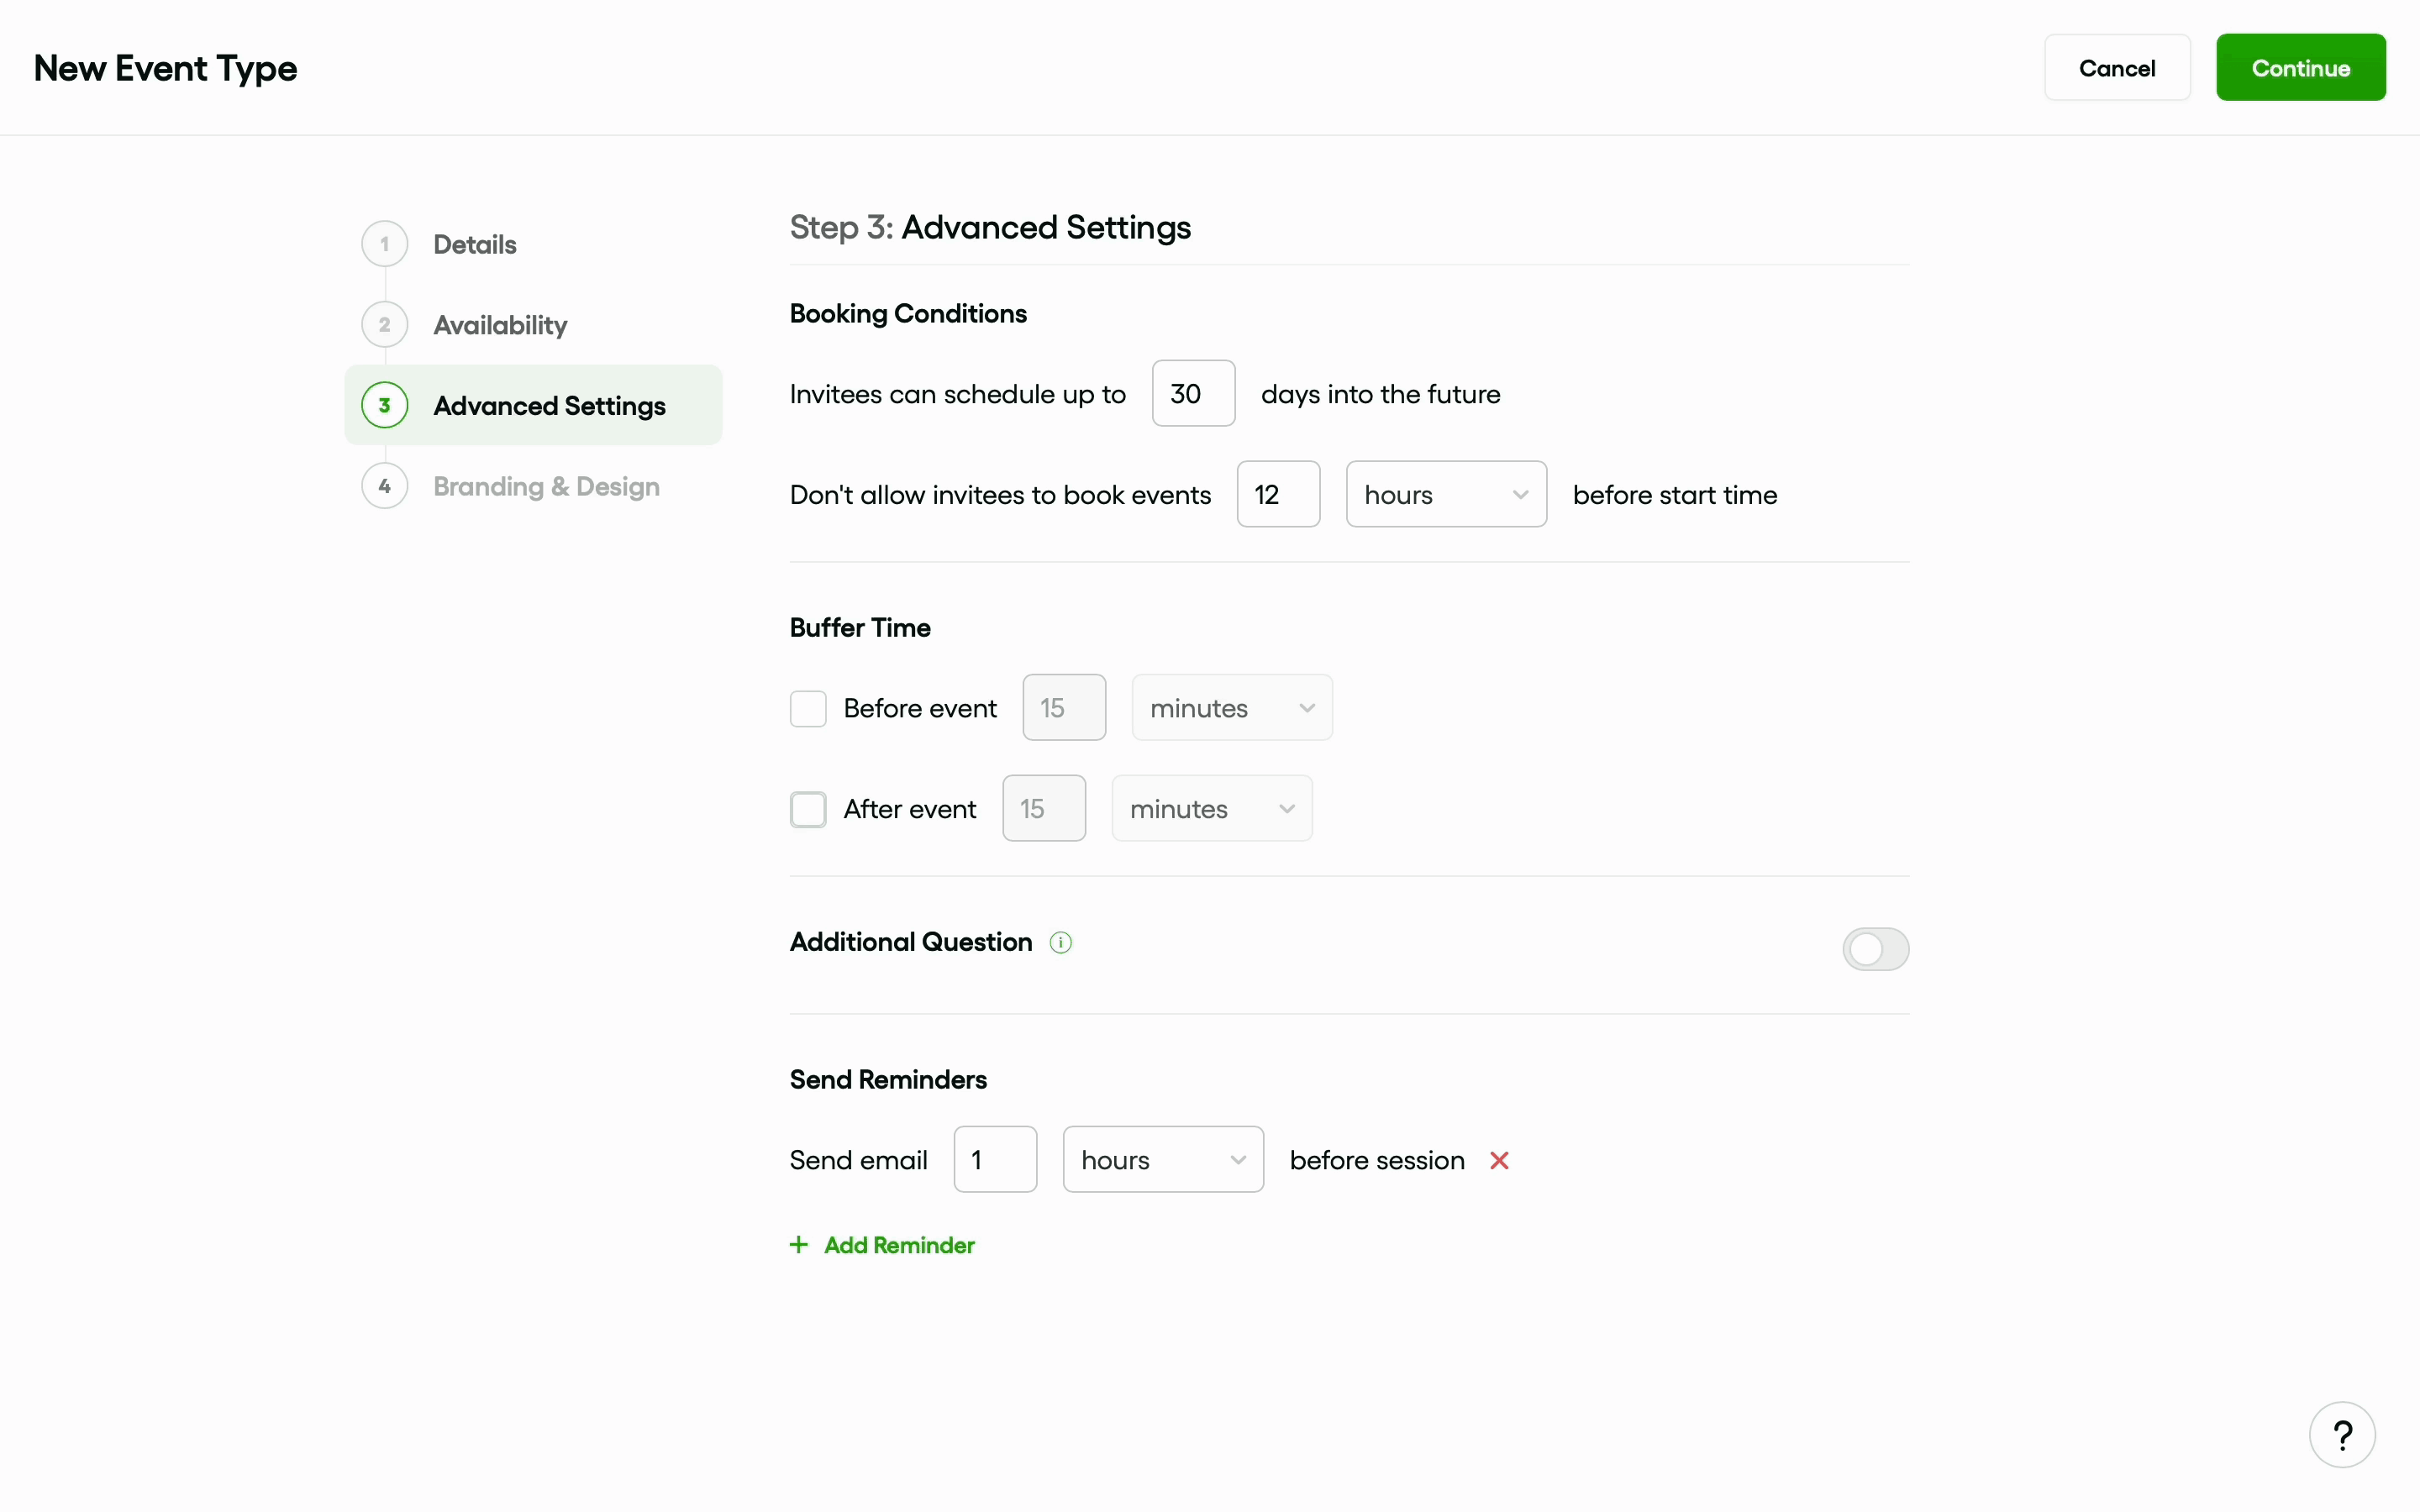 New Event Type
Cancel
Continue
1 Details
2 Availability
3 Advanced Settings
4 Branding & Design
Step 3: Advanced Settings
Booking Conditions
Invitees can schedule up to 30 days into the future
Don't allow invitees to book events 12 hours before start time
Buffer Time
Before event 15 minutes
After event 15 minutes
Additional Question i
Send Reminders
Send email 1 hours before session
+ Add Reminder
?